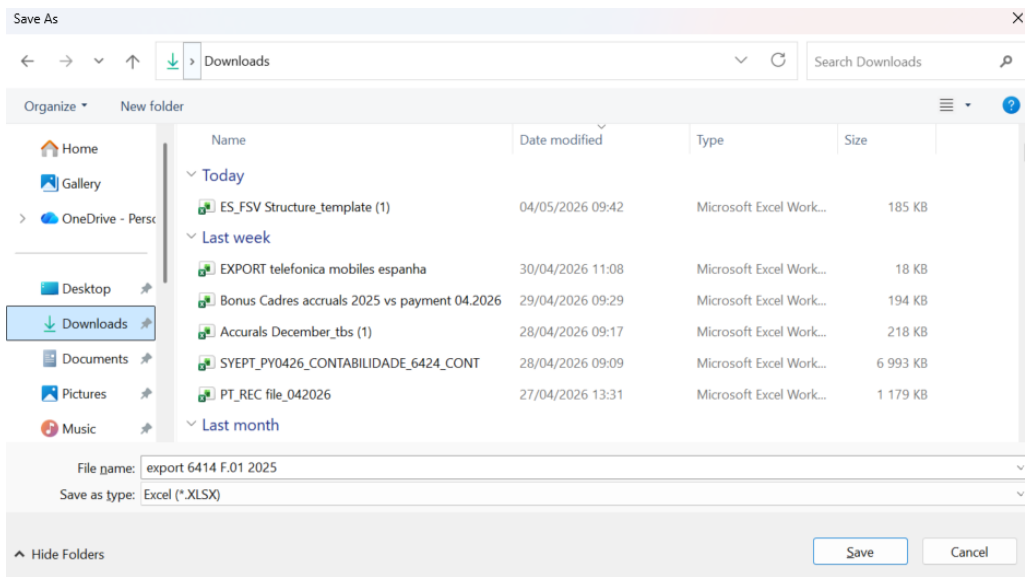 Save As
Downloads
Search Downloads
Organize
New folder
Name Date modified Type Size
Home
Gallery
OneDrive - Perso
Desktop
Downloads
Documents
Pictures
Music
Today
ES_FSV Structure_template (1) 04/05/2026 09:42 Microsoft Excel Work... 185 KB
Last week
EXPORT telefonica mobiles espanha 30/04/2026 11:08 Microsoft Excel Work... 18 KB
Bonus Cadres accruals 2025 vs payment 04.2026 29/04/2026 09:29 Microsoft Excel Work... 194 KB
Accurals December_tbs (1) 28/04/2026 09:17 Microsoft Excel Work... 218 KB
SYEPT_PY0426_CONTABILIDADE_6424_CONT 28/04/2026 09:09 Microsoft Excel Work... 6 993 KB
PT_REC file_042026 27/04/2026 13:31 Microsoft Excel Work... 1 179 KB
Last month
File name: export 6414 F.01 2025
Save as type: Excel (*.XLSX)
Hide Folders
Save
Cancel